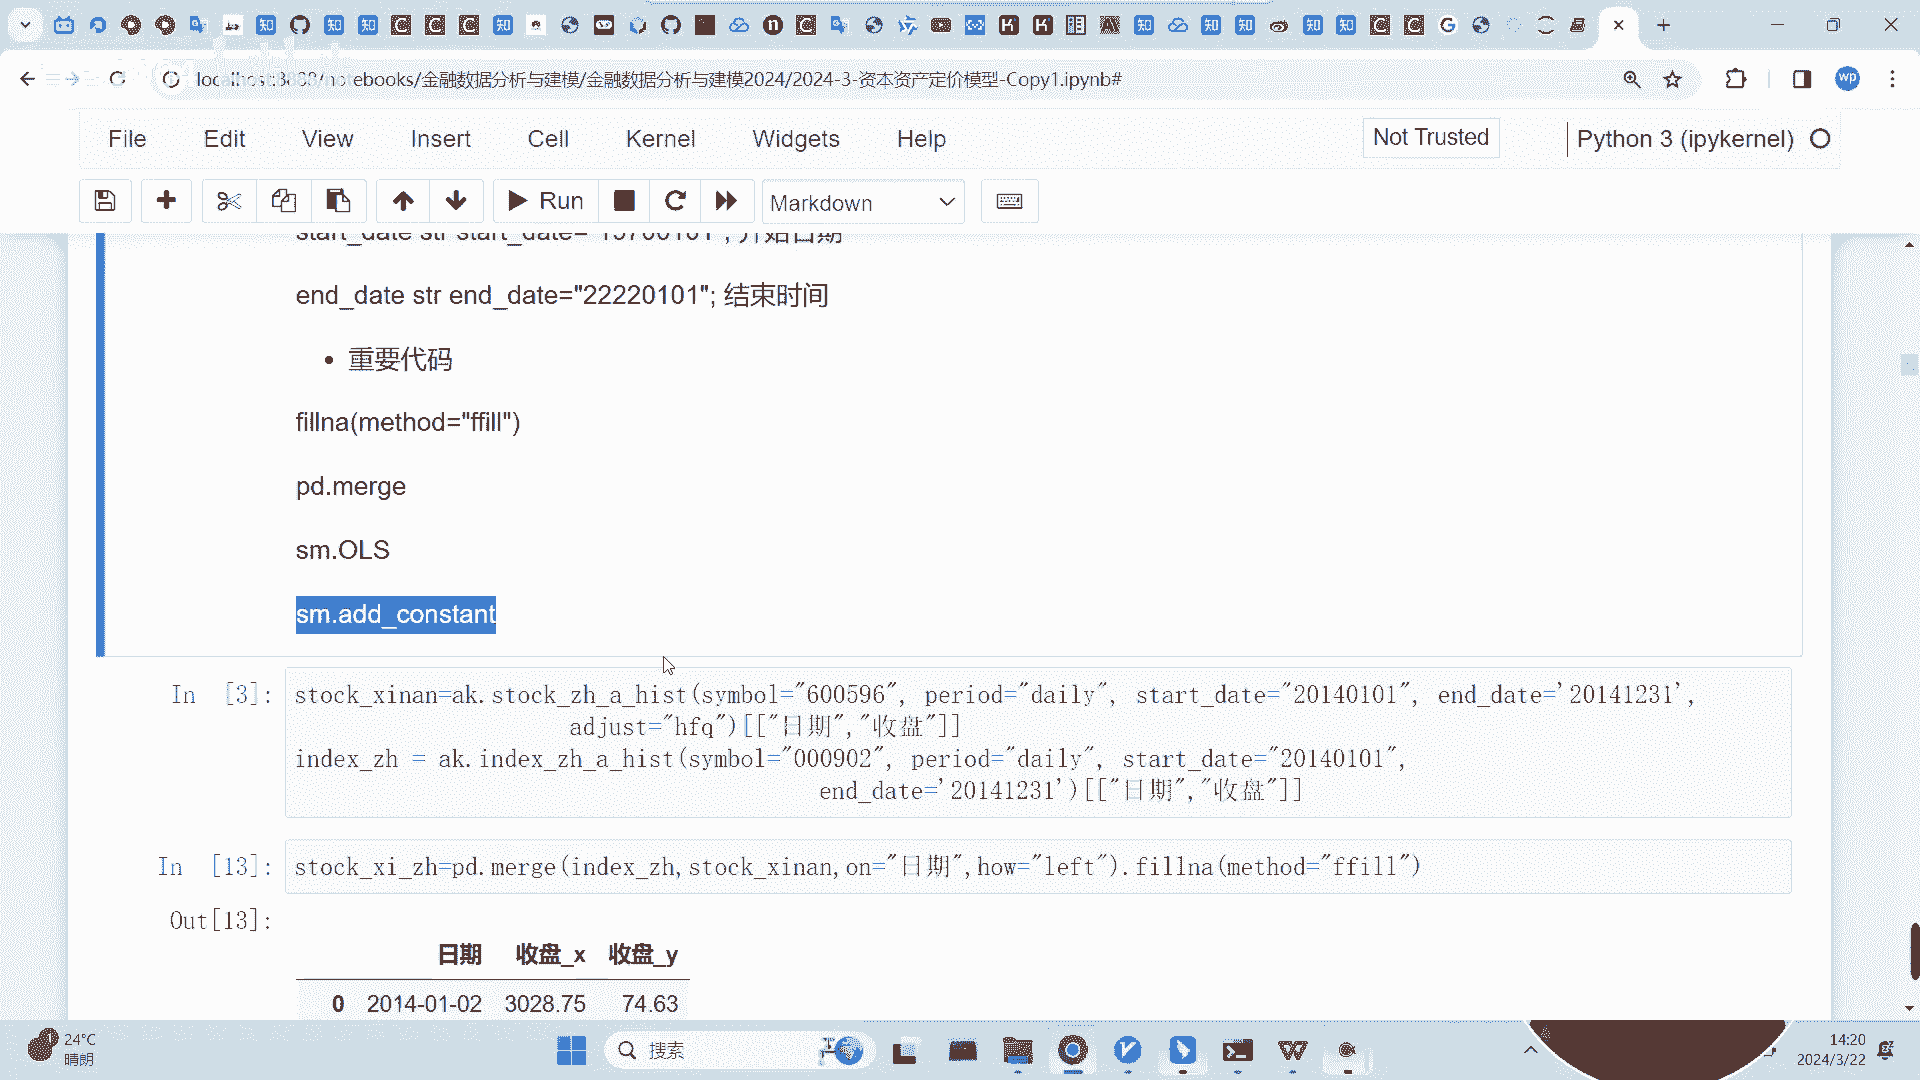 localhost:8888/notebooks/金融数据分析与建模/金融数据分析与建模2024/2024-3-资本资产定价模型-Copy1.ipynb#
wp
File Edit View Insert Cell Kernel Widgets Help Not Trusted Python 3 (ipykernel)
Run Markdown
end_date str end_date="22220101"; 结束时间
• 重要代码
fillna(method="ffill")
pd.merge
sm.OLS
sm.add_constant
In [3]: stock_xinan=ak.stock_zh_a_hist(symbol="600596", period="daily", start_date="20140101", end_date='20141231',
adjust="hfq")[["日期","收盘"]]
index_zh = ak.index_zh_a_hist(symbol="000902", period="daily", start_date="20140101",
end_date='20141231')[["日期","收盘"]]
In [13]: stock_xi_zh=pd.merge(index_zh,stock_xinan,on="日期",how="left").fillna(method="ffill")
Out[13]:
日期 收盘_x 收盘_y
0 2014-01-02 3028.75 74.63
24°C
晴朗
搜索
14:20
2024/3/22